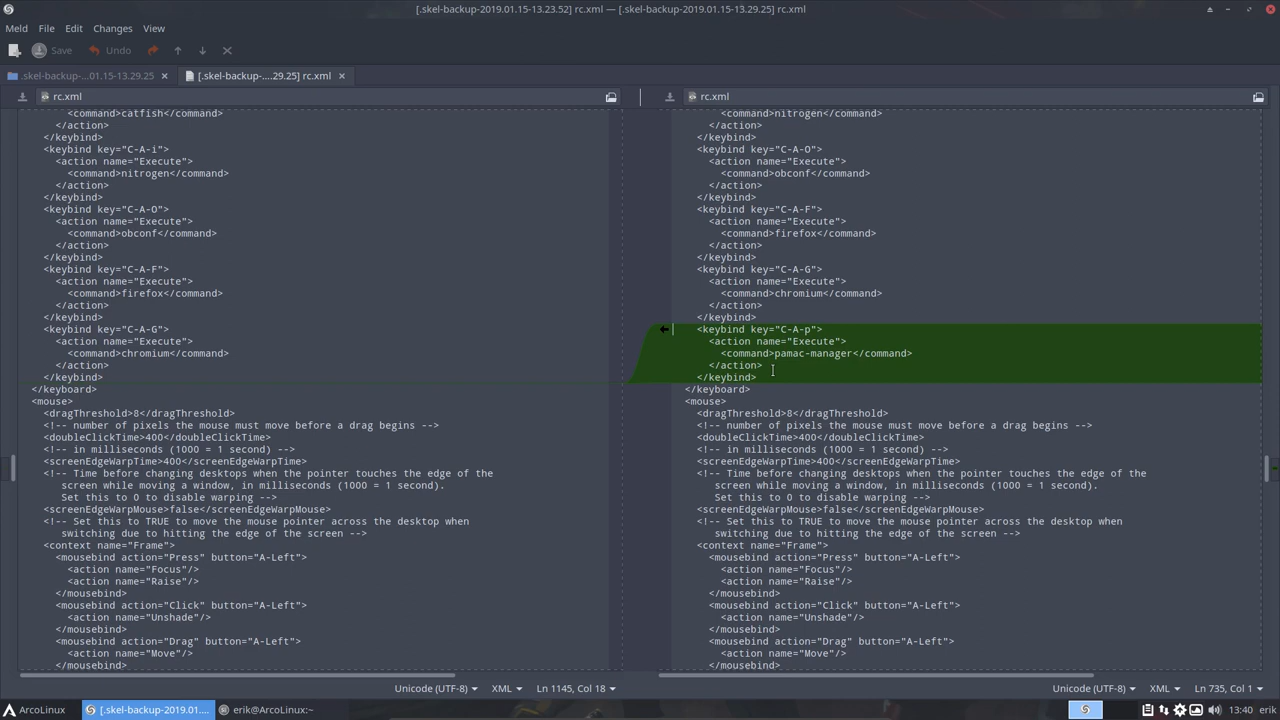 [.skel-backup-2019.01.15-13.23.52] rc.xml — [.skel-backup-2019.01.15-13.29.25] rc.xml
Meld File Edit Changes View
Save Undo
.skel-backup-...01.15-13.29.25 [.skel-backup-....29.25] rc.xml
rc.xml
<command>catfish</command>
</action>
</keybind>
<keybind key="C-A-i">
<action name="Execute">
<command>nitrogen</command>
</action>
</keybind>
<keybind key="C-A-O">
<action name="Execute">
<command>obconf</command>
</action>
</keybind>
<keybind key="C-A-F">
<action name="Execute">
<command>firefox</command>
</action>
</keybind>
<keybind key="C-A-G">
<action name="Execute">
<command>chromium</command>
</action>
</keybind>
</keyboard>
<mouse>
<dragThreshold>8</dragThreshold>
<!-- number of pixels the mouse must move before a drag begins -->
<doubleClickTime>400</doubleClickTime>
<!-- in milliseconds (1000 = 1 second) -->
<screenEdgeWarpTime>400</screenEdgeWarpTime>
<!-- Time before changing desktops when the pointer touches the edge of the
screen while moving a window, in milliseconds (1000 = 1 second).
Set this to 0 to disable warping -->
<screenEdgeWarpMouse>false</screenEdgeWarpMouse>
<!-- Set this to TRUE to move the mouse pointer across the desktop when
switching due to hitting the edge of the screen -->
<context name="Frame">
<mousebind action="Press" button="A-Left">
<action name="Focus"/>
<action name="Raise"/>
</mousebind>
<mousebind action="Click" button="A-Left">
<action name="Unshade"/>
</mousebind>
<mousebind action="Drag" button="A-Left">
<action name="Move"/>
</mousebind>
Unicode (UTF-8) XML Ln 1145, Col 18
rc.xml
<command>nitrogen</command>
</action>
</keybind>
<keybind key="C-A-O">
<action name="Execute">
<command>obconf</command>
</action>
</keybind>
<keybind key="C-A-F">
<action name="Execute">
<command>firefox</command>
</action>
</keybind>
<keybind key="C-A-G">
<action name="Execute">
<command>chromium</command>
</action>
</keybind>
<keybind key="C-A-p">
<action name="Execute">
<command>pamac-manager</command>
</action>
</keybind>
</keyboard>
<mouse>
<dragThreshold>8</dragThreshold>
<!-- number of pixels the mouse must move before a drag begins -->
<doubleClickTime>400</doubleClickTime>
<!-- in milliseconds (1000 = 1 second) -->
<screenEdgeWarpTime>400</screenEdgeWarpTime>
<!-- Time before changing desktops when the pointer touches the edge of the
screen while moving a window, in milliseconds (1000 = 1 second).
Set this to 0 to disable warping -->
<screenEdgeWarpMouse>false</screenEdgeWarpMouse>
<!-- Set this to TRUE to move the mouse pointer across the desktop when
switching due to hitting the edge of the screen -->
<context name="Frame">
<mousebind action="Press" button="A-Left">
<action name="Focus"/>
<action name="Raise"/>
</mousebind>
<mousebind action="Click" button="A-Left">
<action name="Unshade"/>
</mousebind>
<mousebind action="Drag" button="A-Left">
<action name="Move"/>
</mousebind>
Unicode (UTF-8) XML Ln 735, Col 1
ArcoLinux [.skel-backup-2019.01.... erik@ArcoLinux:~ 13:40 erik